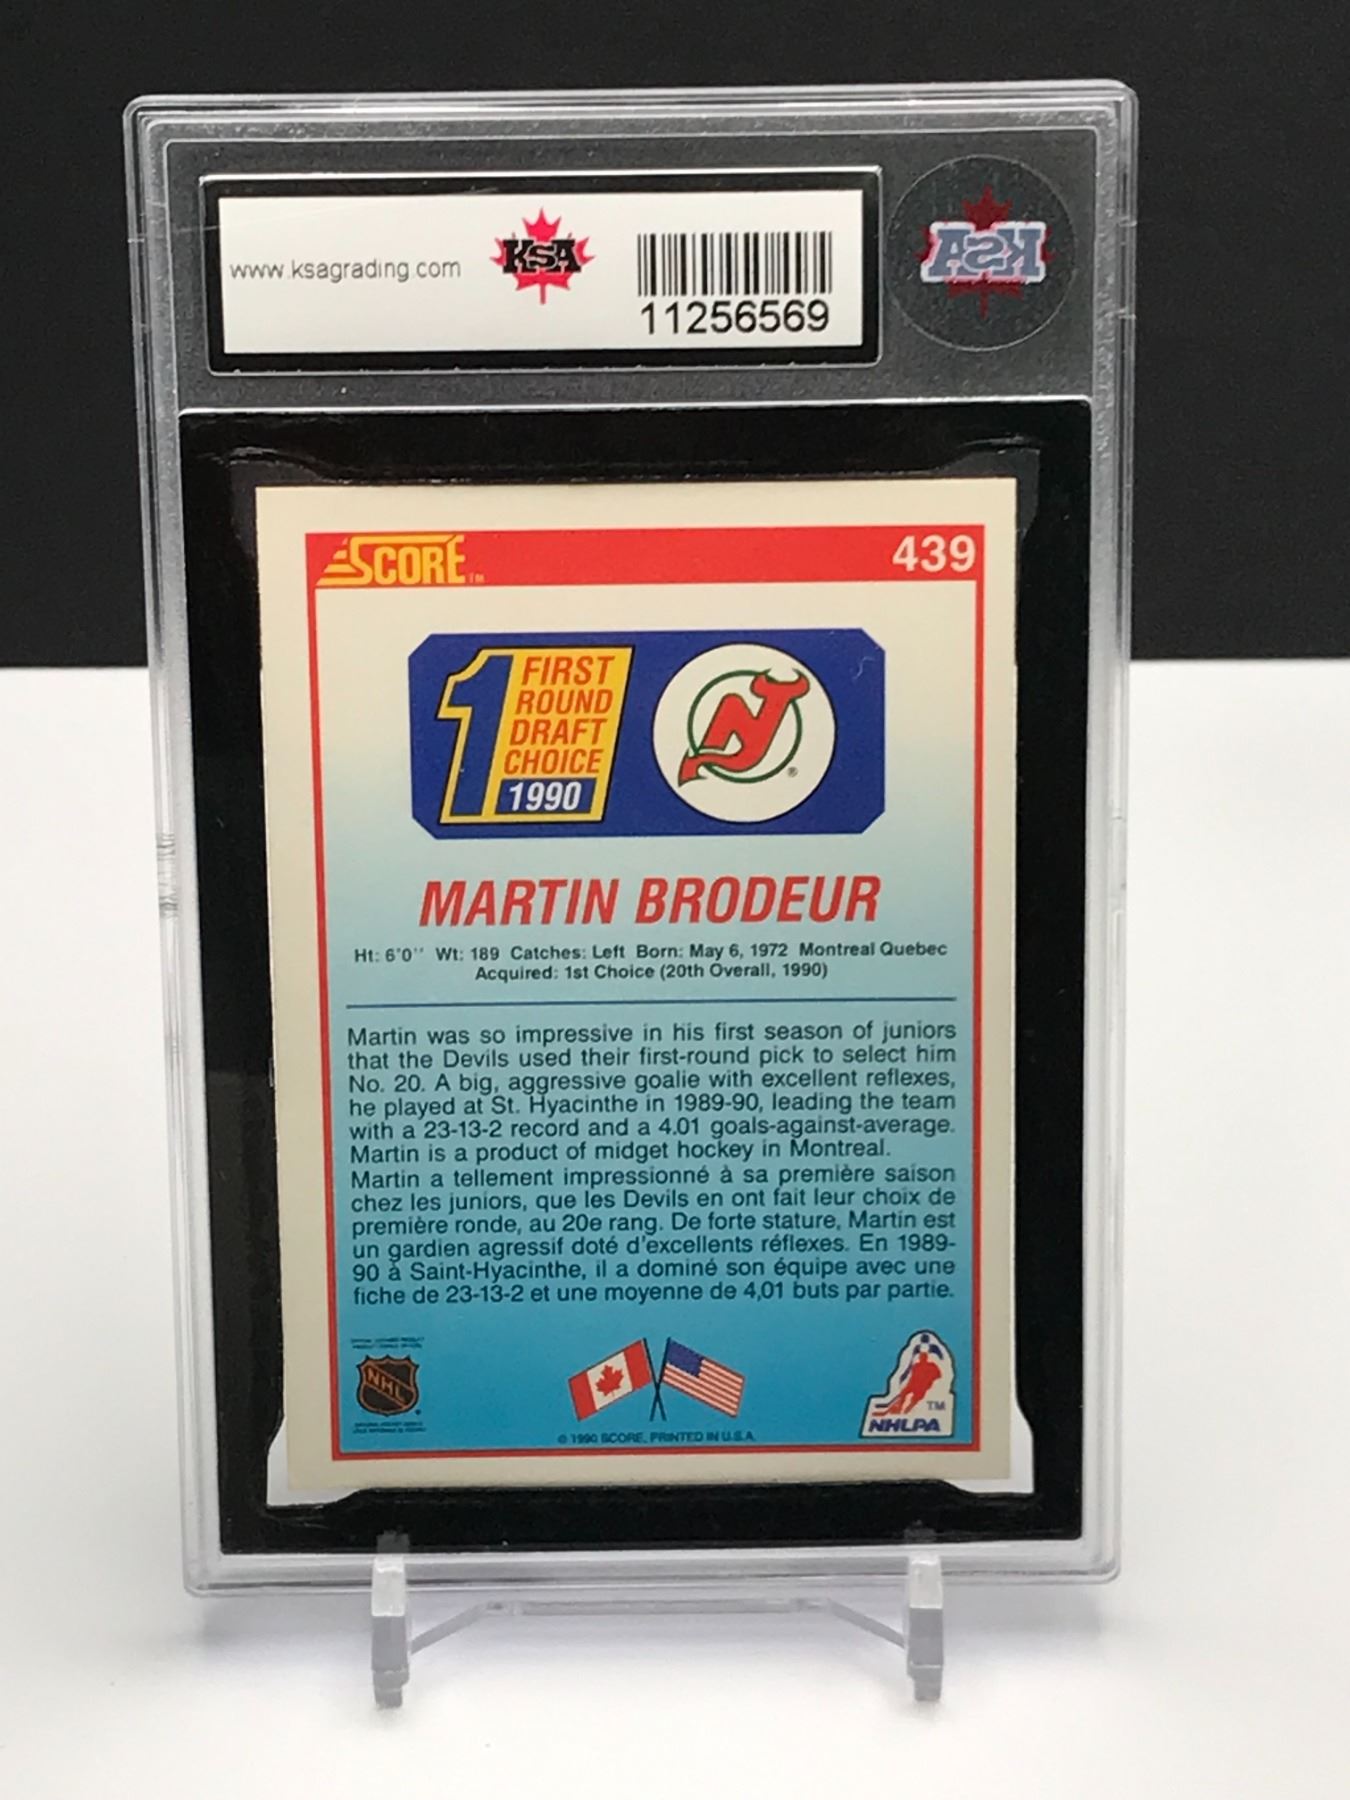 www.ksagrading.com
KSA
11256569
KSA
SCORE™
439
1
FIRST
ROUND
DRAFT
CHOICE
1990
NJ
®
MARTIN BRODEUR
Ht: 6'0'' Wt: 189 Catches: Left Born: May 6, 1972 Montreal Quebec
Acquired: 1st Choice (20th Overall, 1990)
Martin was so impressive in his first season of juniors
that the Devils used their first-round pick to select him
No. 20. A big, aggressive goalie with excellent reflexes,
he played at St. Hyacinthe in 1989-90, leading the team
with a 23-13-2 record and a 4.01 goals-against-average.
Martin is a product of midget hockey in Montreal.
Martin a tellement impressionné à sa première saison
chez les juniors, que les Devils en ont fait leur choix de
première ronde, au 20e rang. De forte stature, Martin est
un gardien agressif doté d'excellents réflexes. En 1989-
90 à Saint-Hyacinthe, il a dominé son équipe avec une
fiche de 23-13-2 et une moyenne de 4,01 buts par partie.
NHL
TM
NHLPA
© 1990 SCORE, PRINTED IN U.S.A.